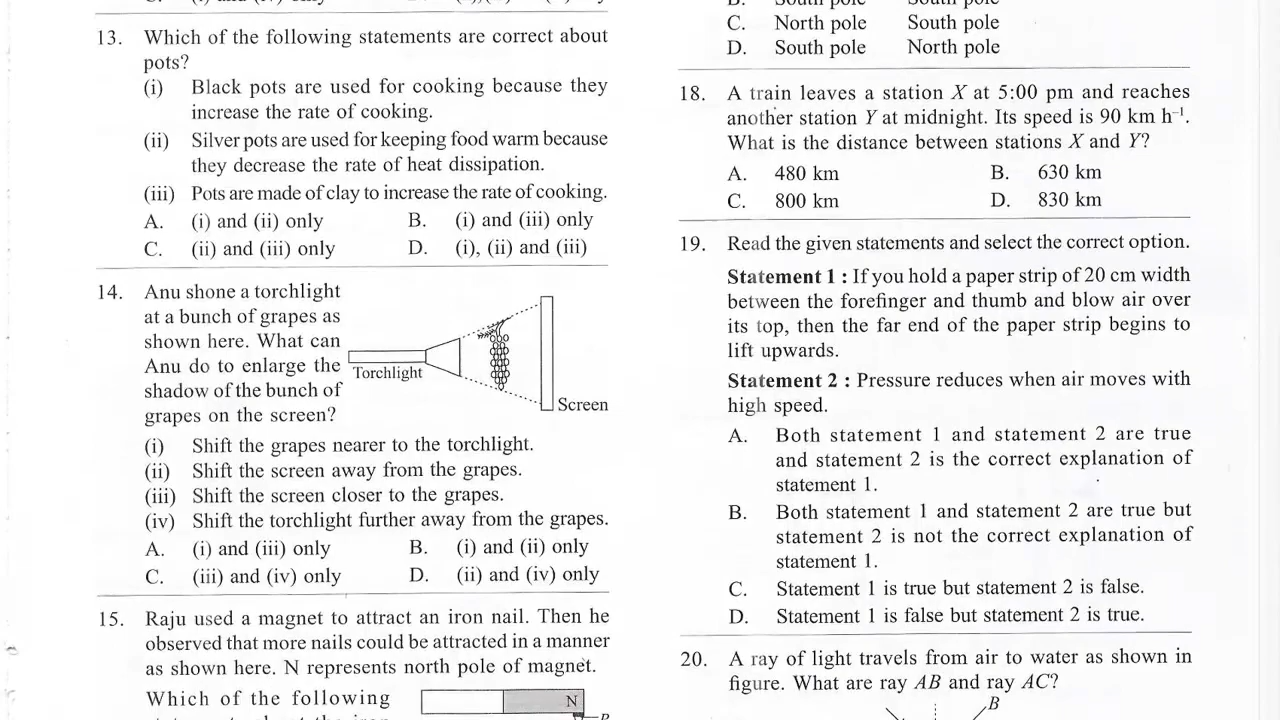 13. Which of the following statements are correct about
pots?
(i) Black pots are used for cooking because they
increase the rate of cooking.
(ii) Silver pots are used for keeping food warm because
they decrease the rate of heat dissipation.
(iii) Pots are made of clay to increase the rate of cooking.
A. (i) and (ii) only B. (i) and (iii) only
C. (ii) and (iii) only D. (i), (ii) and (iii)
14. Anu shone a torchlight
at a bunch of grapes as
shown here. What can
Anu do to enlarge the
shadow of the bunch of
grapes on the screen?
Torchlight
Screen
(i) Shift the grapes nearer to the torchlight.
(ii) Shift the screen away from the grapes.
(iii) Shift the screen closer to the grapes.
(iv) Shift the torchlight further away from the grapes.
A. (i) and (iii) only B. (i) and (ii) only
C. (iii) and (iv) only D. (ii) and (iv) only
15. Raju used a magnet to attract an iron nail. Then he
observed that more nails could be attracted in a manner
as shown here. N represents north pole of magnet.
Which of the following
N
C. North pole South pole
D. South pole North pole
18. A train leaves a station X at 5:00 pm and reaches
another station Y at midnight. Its speed is 90 km h⁻¹.
What is the distance between stations X and Y?
A. 480 km B. 630 km
C. 800 km D. 830 km
19. Read the given statements and select the correct option.
Statement 1 : If you hold a paper strip of 20 cm width
between the forefinger and thumb and blow air over
its top, then the far end of the paper strip begins to
lift upwards.
Statement 2 : Pressure reduces when air moves with
high speed.
A. Both statement 1 and statement 2 are true
and statement 2 is the correct explanation of
statement 1.
B. Both statement 1 and statement 2 are true but
statement 2 is not the correct explanation of
statement 1.
C. Statement 1 is true but statement 2 is false.
D. Statement 1 is false but statement 2 is true.
20. A ray of light travels from air to water as shown in
figure. What are ray AB and ray AC?
B